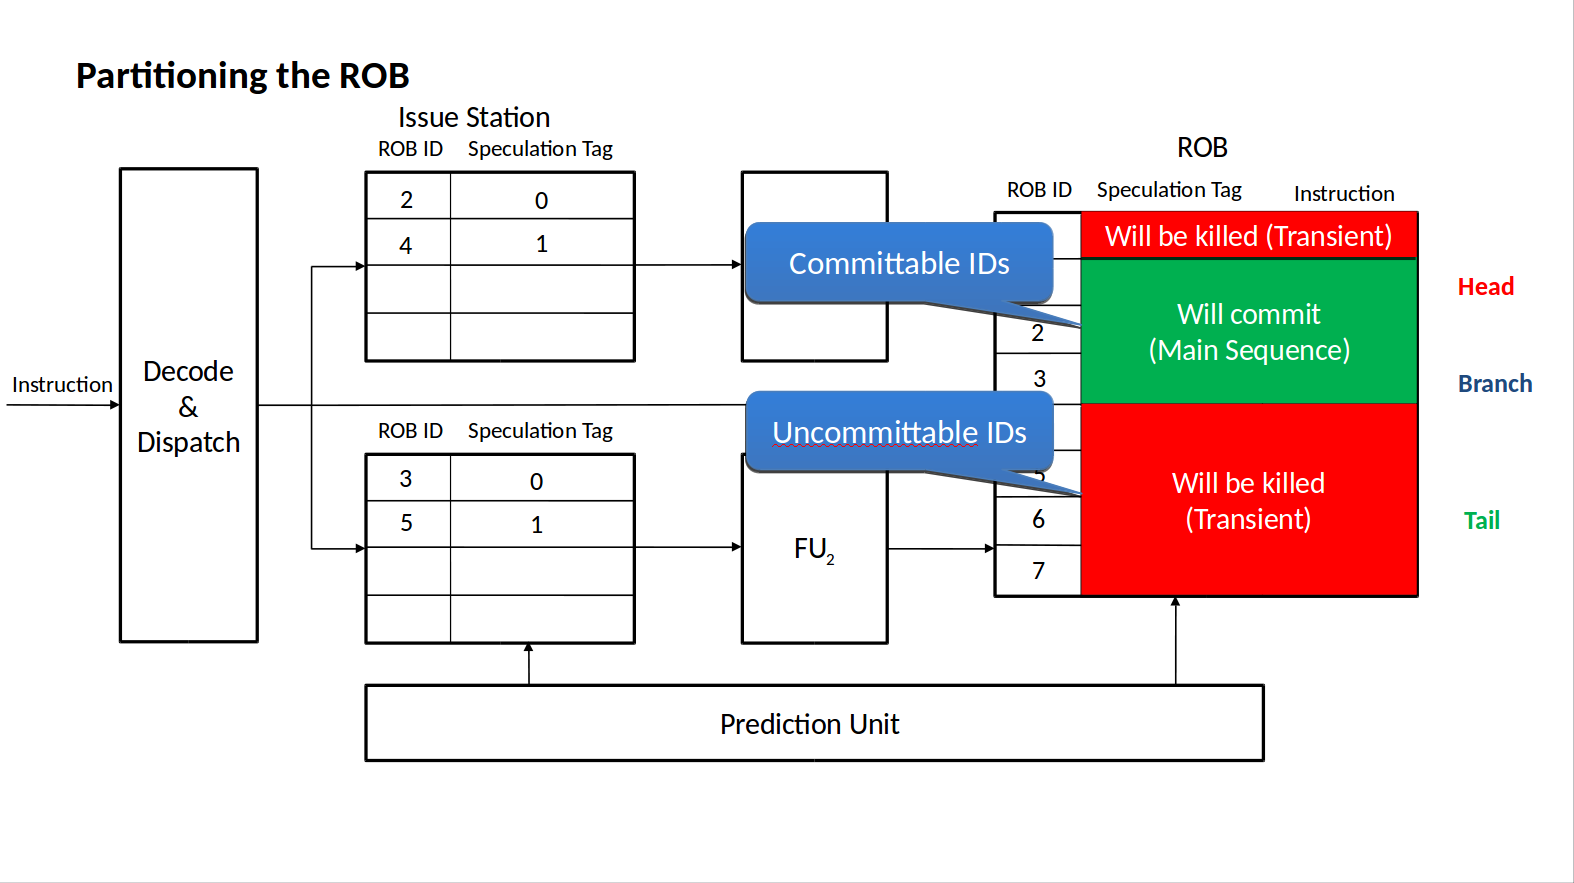 Partitioning the ROB
Issue Station
ROB ID Speculation Tag
2 0
4 1
Instruction
Decode
&
Dispatch
ROB ID Speculation Tag
3 0
5 1
FU2
Committable IDs
Uncommittable IDs
ROB
ROB ID Speculation Tag Instruction
Will be killed (Transient)
Head
Will commit
(Main Sequence)
2
3
Branch
5
Will be killed
(Transient)
6
7
Tail
Prediction Unit